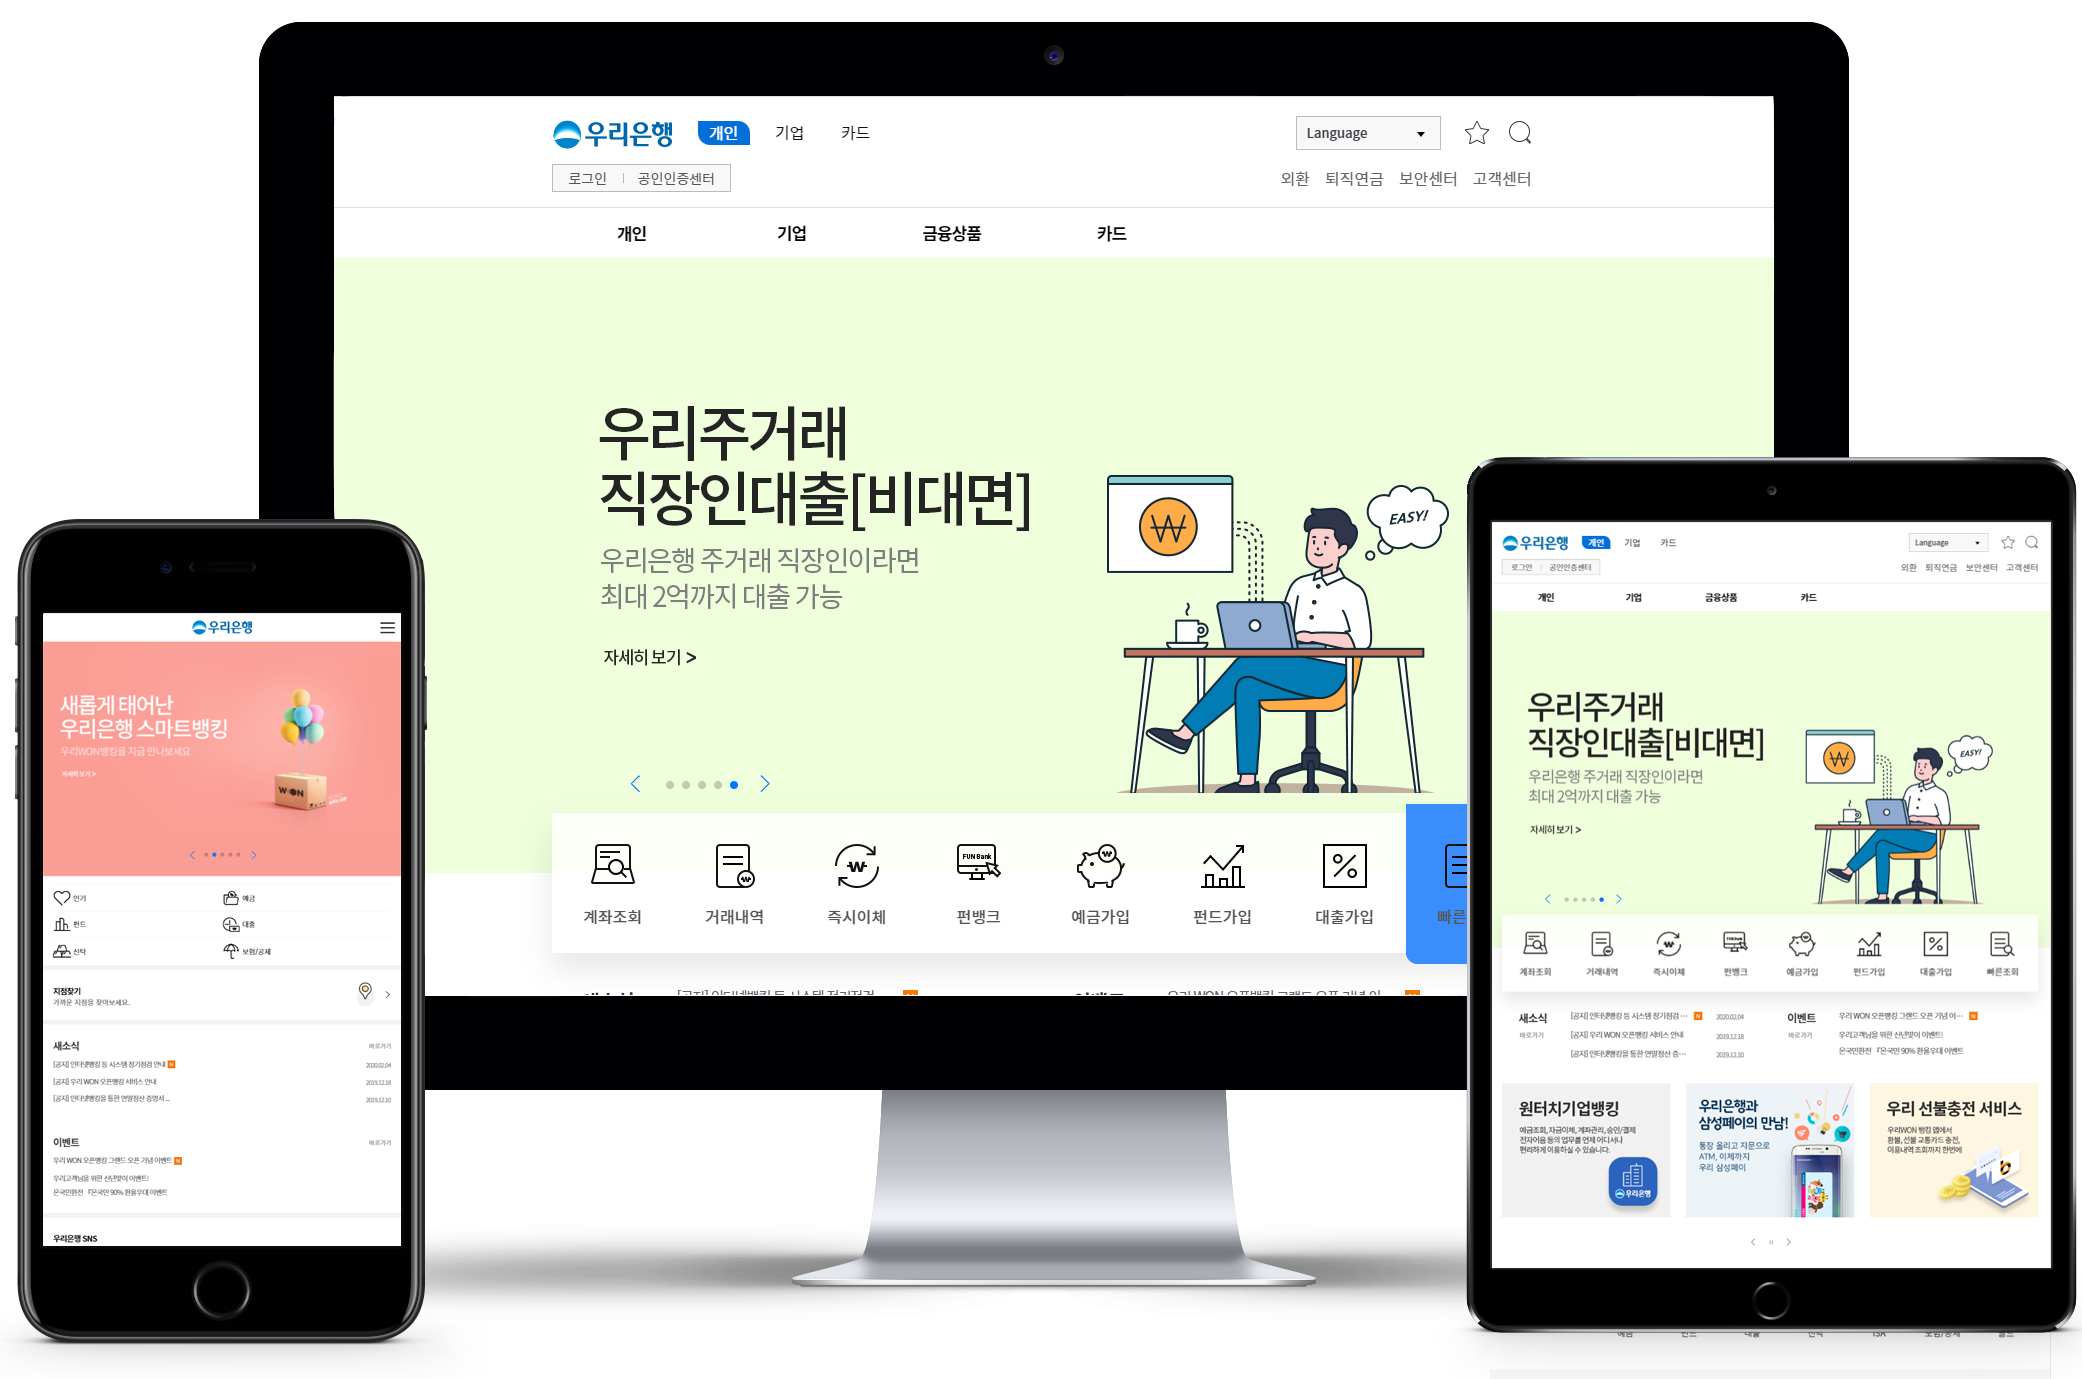 우리은행 개인 기업 카드
Language
로그인 공인인증센터
외환 퇴직연금 보안센터 고객센터
개인 기업 금융상품 카드
우리주거래
직장인대출[비대면]
우리은행 주거래 직장인이라면
최대 2억까지 대출 가능
자세히 보기 >
EASY!
FUN Bank
계좌조회 거래내역 즉시이체 펀뱅크 예금가입 펀드가입 대출가입 빠른
우리은행
새롭게 태어난
우리은행 스마트뱅킹
우리WON뱅킹을 지금 만나보세요
자세히 보기 >
WON
인기 예금
펀드 대출
신탁 보험/공제
지점찾기
가까운 지점을 찾아보세요.
새소식 바로가기
[공지] 인터넷뱅킹 등 시스템 정기점검 안내 N 2020.02.04
[공지] 우리 WON 오픈뱅킹 서비스 안내 2019.12.18
[공지] 인터넷뱅킹을 통한 연말정산 증명서 ... 2019.12.10
이벤트 바로가기
우리 WON 오픈뱅킹 그랜드 오픈 기념 이벤트 N
우리고객님을 위한 신년맞이 이벤트!
온국민환전 『온국민 90% 환율우대 이벤트
우리은행 SNS
우리은행 개인 기업 카드
Language
로그인 공인인증센터
외환 퇴직연금 보안센터 고객센터
개인 기업 금융상품 카드
우리주거래
직장인대출[비대면]
우리은행 주거래 직장인이라면
최대 2억까지 대출 가능
자세히 보기 >
EASY!
FUN Bank
계좌조회 거래내역 즉시이체 펀뱅크 예금가입 펀드가입 대출가입 빠른조회
새소식
바로가기
[공지] 인터넷뱅킹 등 시스템 정기점검 ··· N 2020.02.04
[공지] 우리 WON 오픈뱅킹 서비스 안내 2019.12.18
[공지] 인터넷뱅킹을 통한 연말정산 증··· 2019.12.10
이벤트
바로가기
우리 WON 오픈뱅킹 그랜드 오픈 기념 이··· N
우리고객님을 위한 신년맞이 이벤트!
온국민환전 『온국민 90% 환율우대 이벤트
원터치기업뱅킹
예금조회, 자금이체, 계좌관리, 승인/결제
전자어음 등의 업무를 언제 어디서나
편리하게 이용하실 수 있습니다.
우리은행
우리은행과
삼성페이의 만남!
통장 올리고 지문으로
ATM, 이체까지
우리 삼성페이
우리 선불충전 서비스
우리WON 뱅킹 앱에서
환불, 선불 교통카드 충전,
이용내역 조회까지 한번에